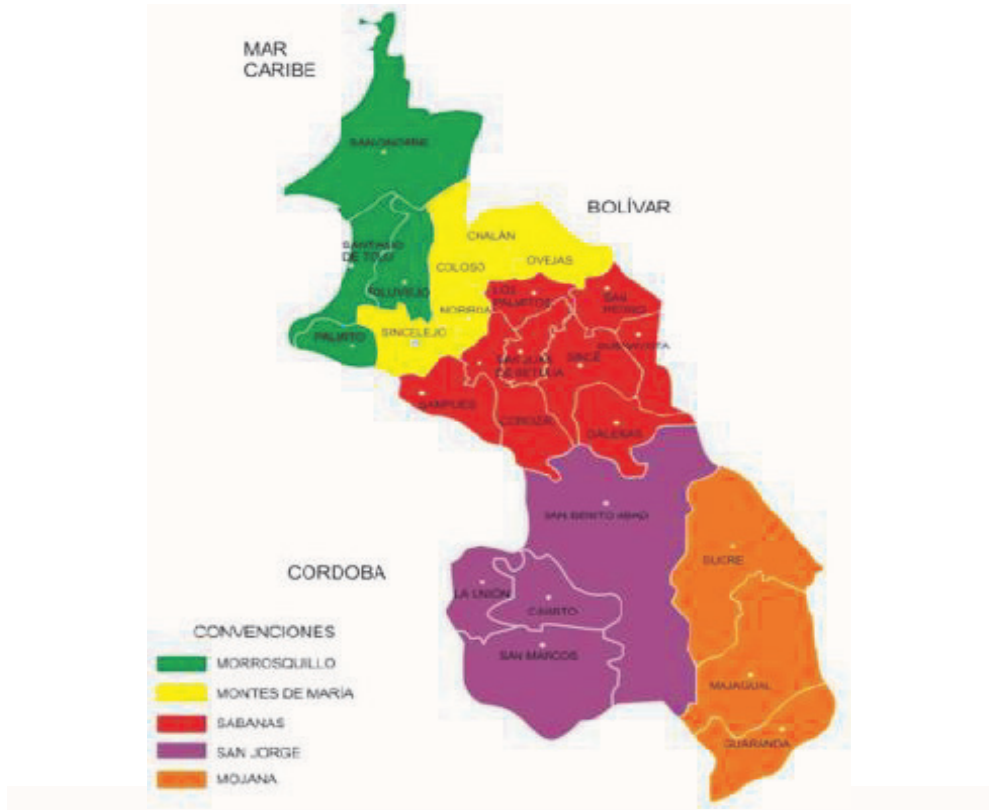 MAR
CARIBE
SAN ONOFRE
BOLÍVAR
CHALÁN
SANTIAGO
DE TOLU
COLOSÓ
OVEJAS
TOLUVIEJO
LOS
PALMITOS
SAN
PEDRO
MORROA
PALMITO
SINCELEJO
BUENAVISTA
SAN JUAN
DE BETULIA
SINCÉ
SAMPUÉS
COROZAL
GALERAS
SAN BENITO ABAD
SUCRE
CORDOBA
LA UNIÓN
CAIMITO
SAN MARCOS
MAJAGUAL
GUARANDA
CONVENCIONES
MORROSQUILLO
MONTES DE MARÍA
SABANAS
SAN JORGE
MOJANA